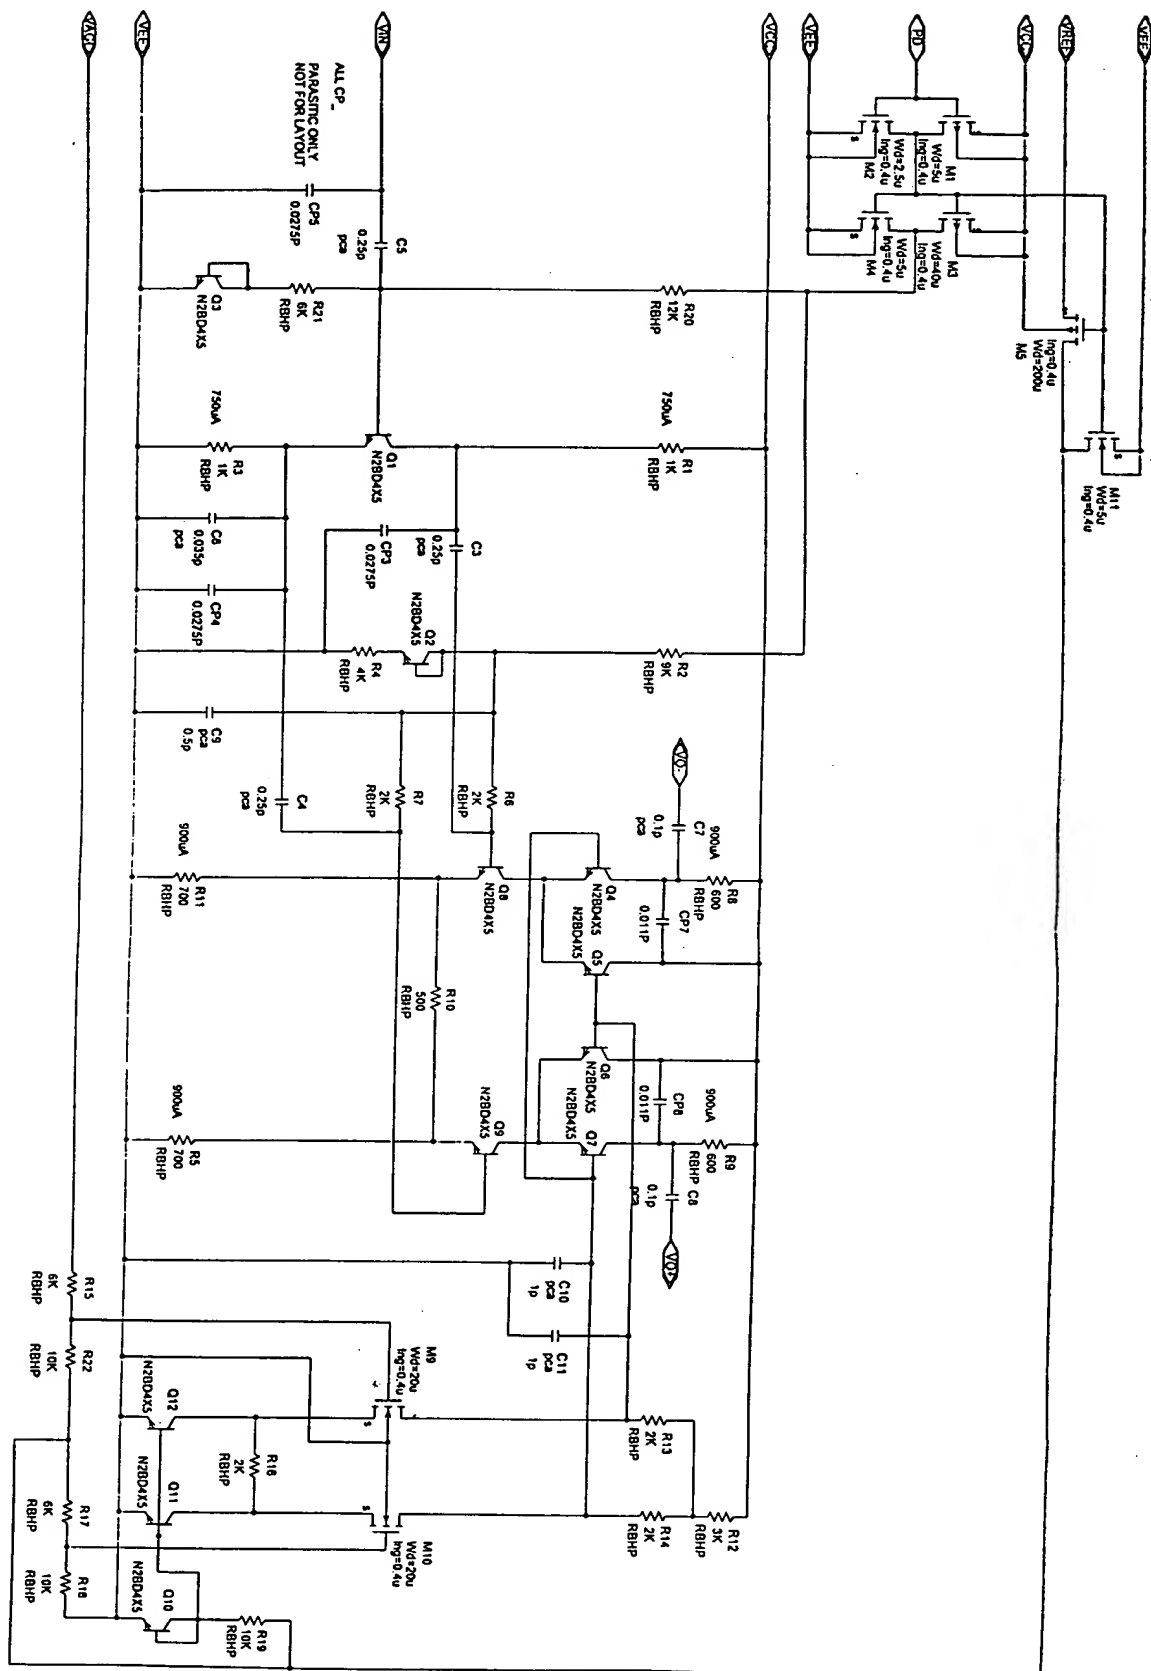 VEE
VREF
VCC
PD
VEE
VCC
VIN
VEE
VAGC
M11
Wd=5u
lng=0.4u
lng=0.4u
Wd=200u
M5
M1
Wd=5u
lng=0.4u
Wd=2.5u
lng=0.4u
M2
M3
Wd=40u
lng=0.4u
Wd=5u
lng=0.4u
M4
ALL CP_
PARASITIC ONLY
NOT FOR LAYOUT
CP5
0.0275P
C5
0.25p
pca
R20
12K
RBHP
R21
6K
RBHP
Q3
N2BD4X5
750uA
R1
1K
RBHP
Q1
N2BD4X5
750uA
R3
1K
RBHP
C6
0.035p
pca
CP4
0.0275P
C3
0.25p
pca
CP3
0.0275P
R2
9K
RBHP
Q2
N2BD4X5
R4
4K
RBHP
C9
pca
0.5p
R6
2K
RBHP
R7
2K
RBHP
C4
0.25p
pca
VO-
C7
0.1p
pca
900uA
R8
600
RBHP
CP7
0.011P
Q4
N2BD4X5
Q5
N2BD4X5
Q8
N2BD4X5
R10
500
RBHP
900uA
R11
700
RBHP
Q6
N2BD4X5
Q7
N2BD4X5
CP8
0.011P
900uA
R9
600
RBHP
C8
0.1p
pca
VO+
Q9
N2BD4X5
900uA
R5
700
RBHP
C10
pca
1p
C11
pca
1p
R12
3K
RBHP
R13
2K
RBHP
R14
2K
RBHP
M9
Wd=20u
lng=0.4u
s
M10
Wd=20u
lng=0.4u
s
R16
2K
RBHP
Q12
N2BD4X5
Q11
N2BD4X5
Q10
N2BD4X5
R19
10K
RBHP
R15
6K
RBHP
R22
10K
RBHP
R17
6K
RBHP
R18
10K
RBHP